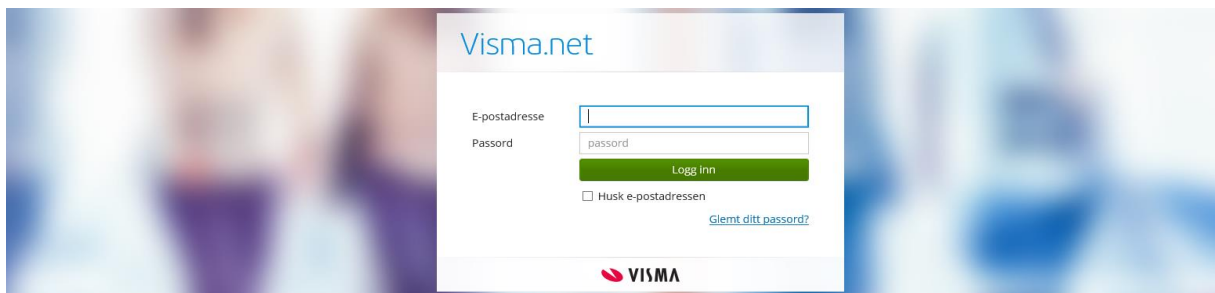 Visma.net
E-postadresse
Passord passord
Logg inn
Husk e-postadressen
Glemt ditt passord?
VISMA